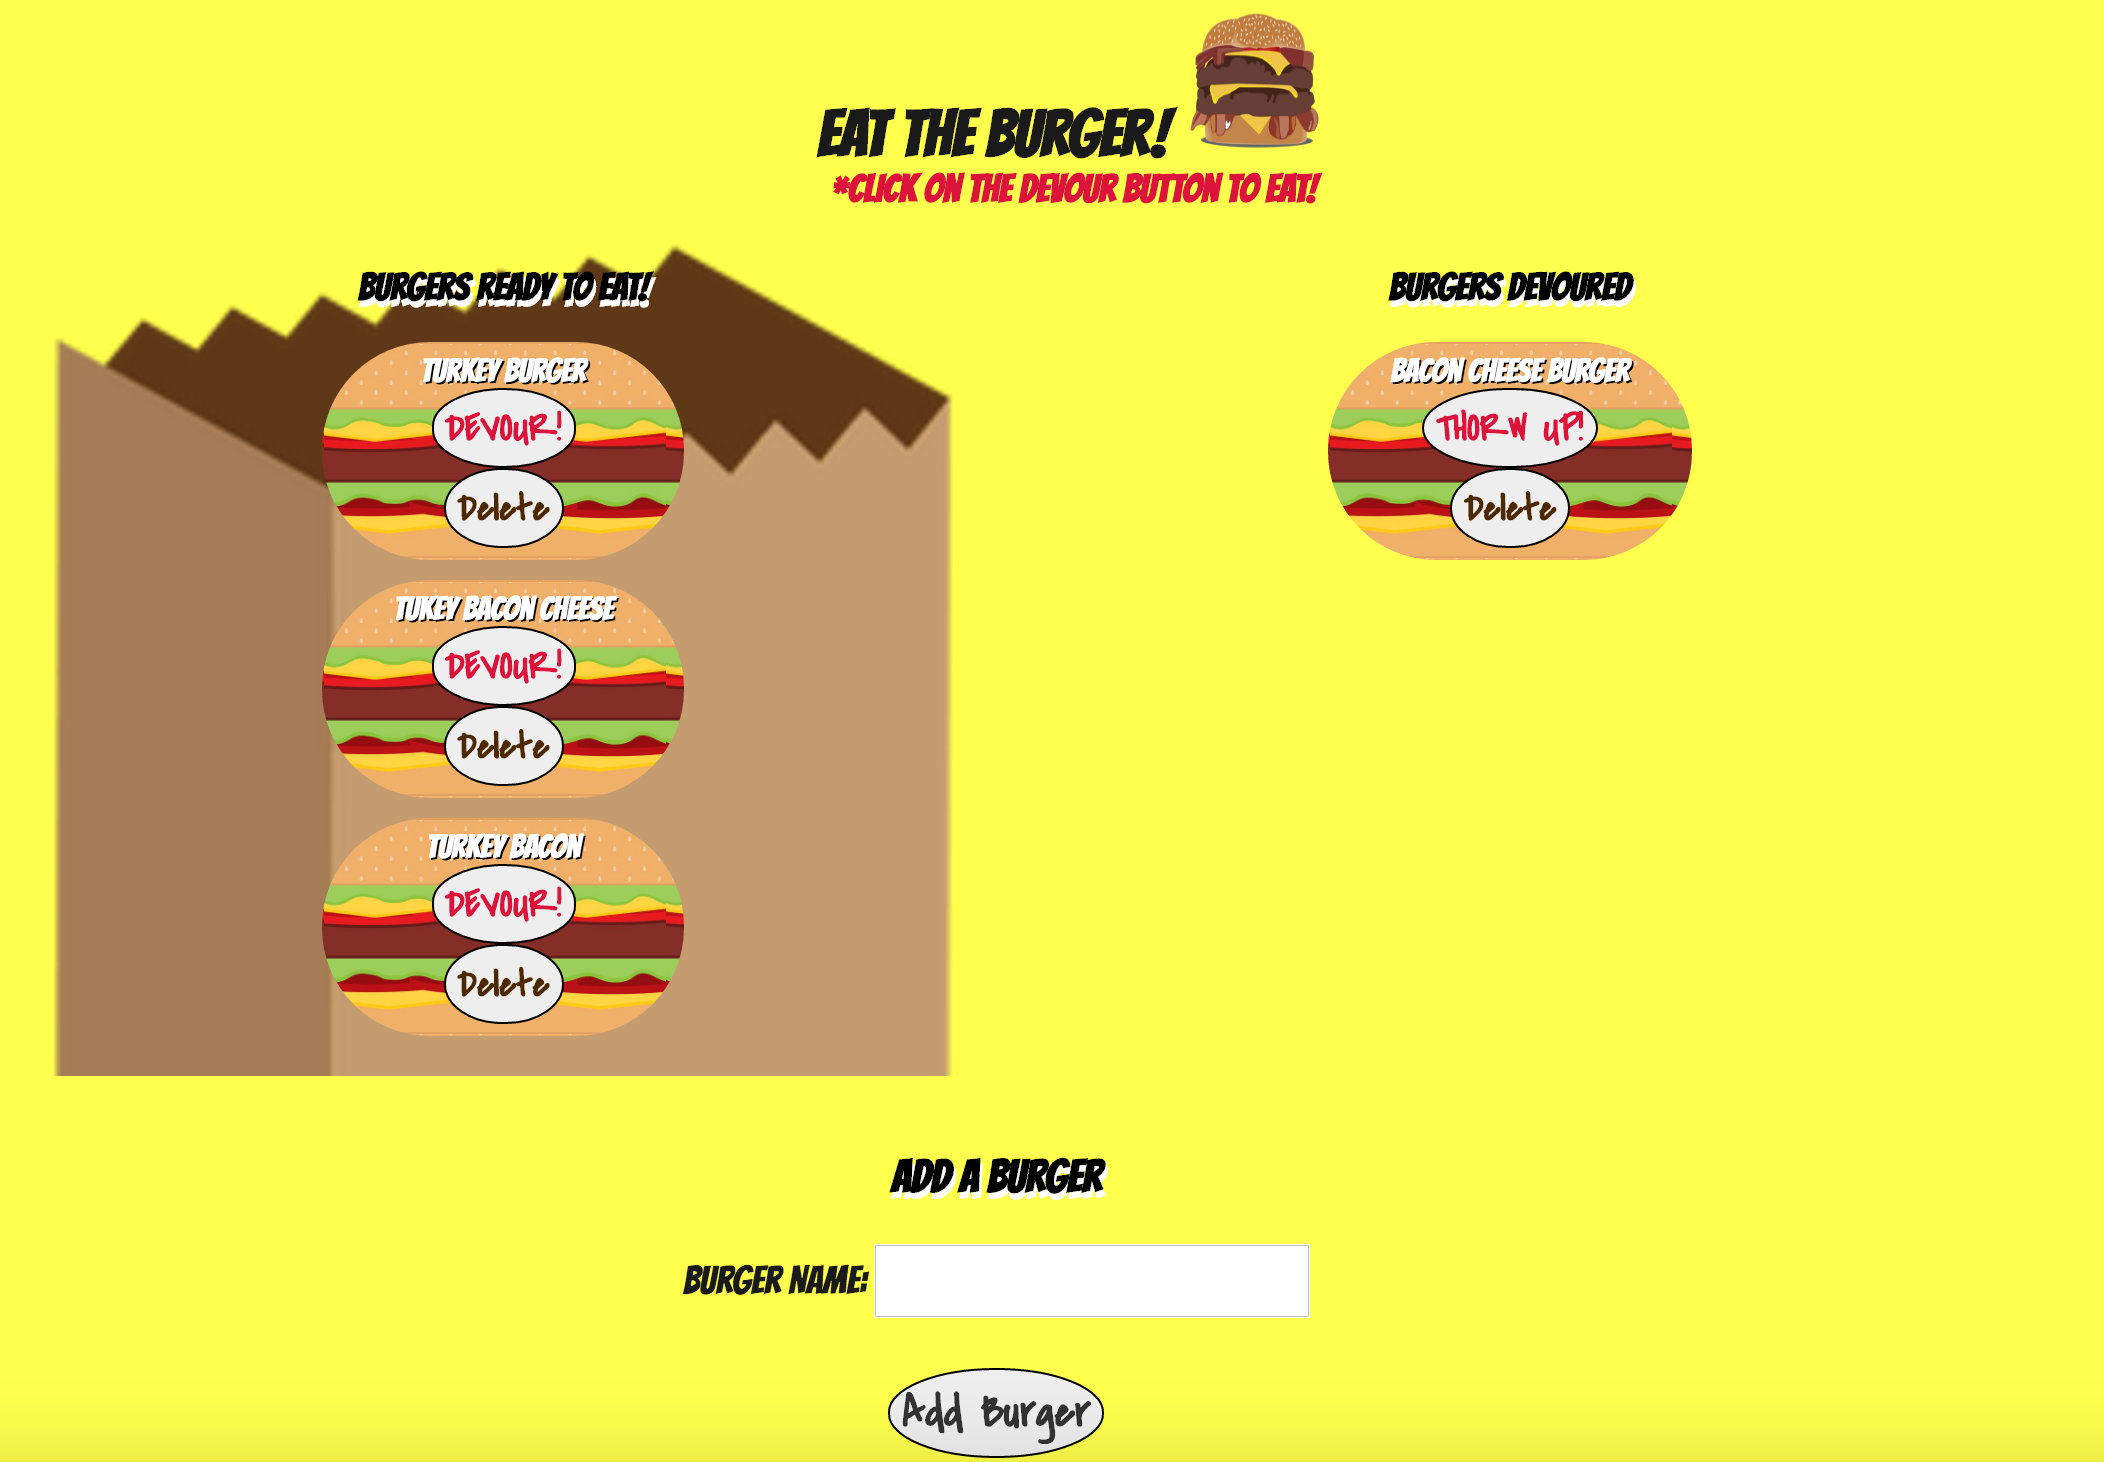 EAT THE BURGER!
*CLICK ON THE DEVOUR BUTTON TO EAT!
BURGERS READY TO EAT!
TURKEY BURGER
DEVOUR!
Delete
TUKEY BACON CHEESE
DEVOUR!
Delete
TURKEY BACON
DEVOUR!
Delete
BURGERS DEVOURED
BACON CHEESE BURGER
THORW UP!
Delete
ADD A BURGER
BURGER NAME:
Add Burger